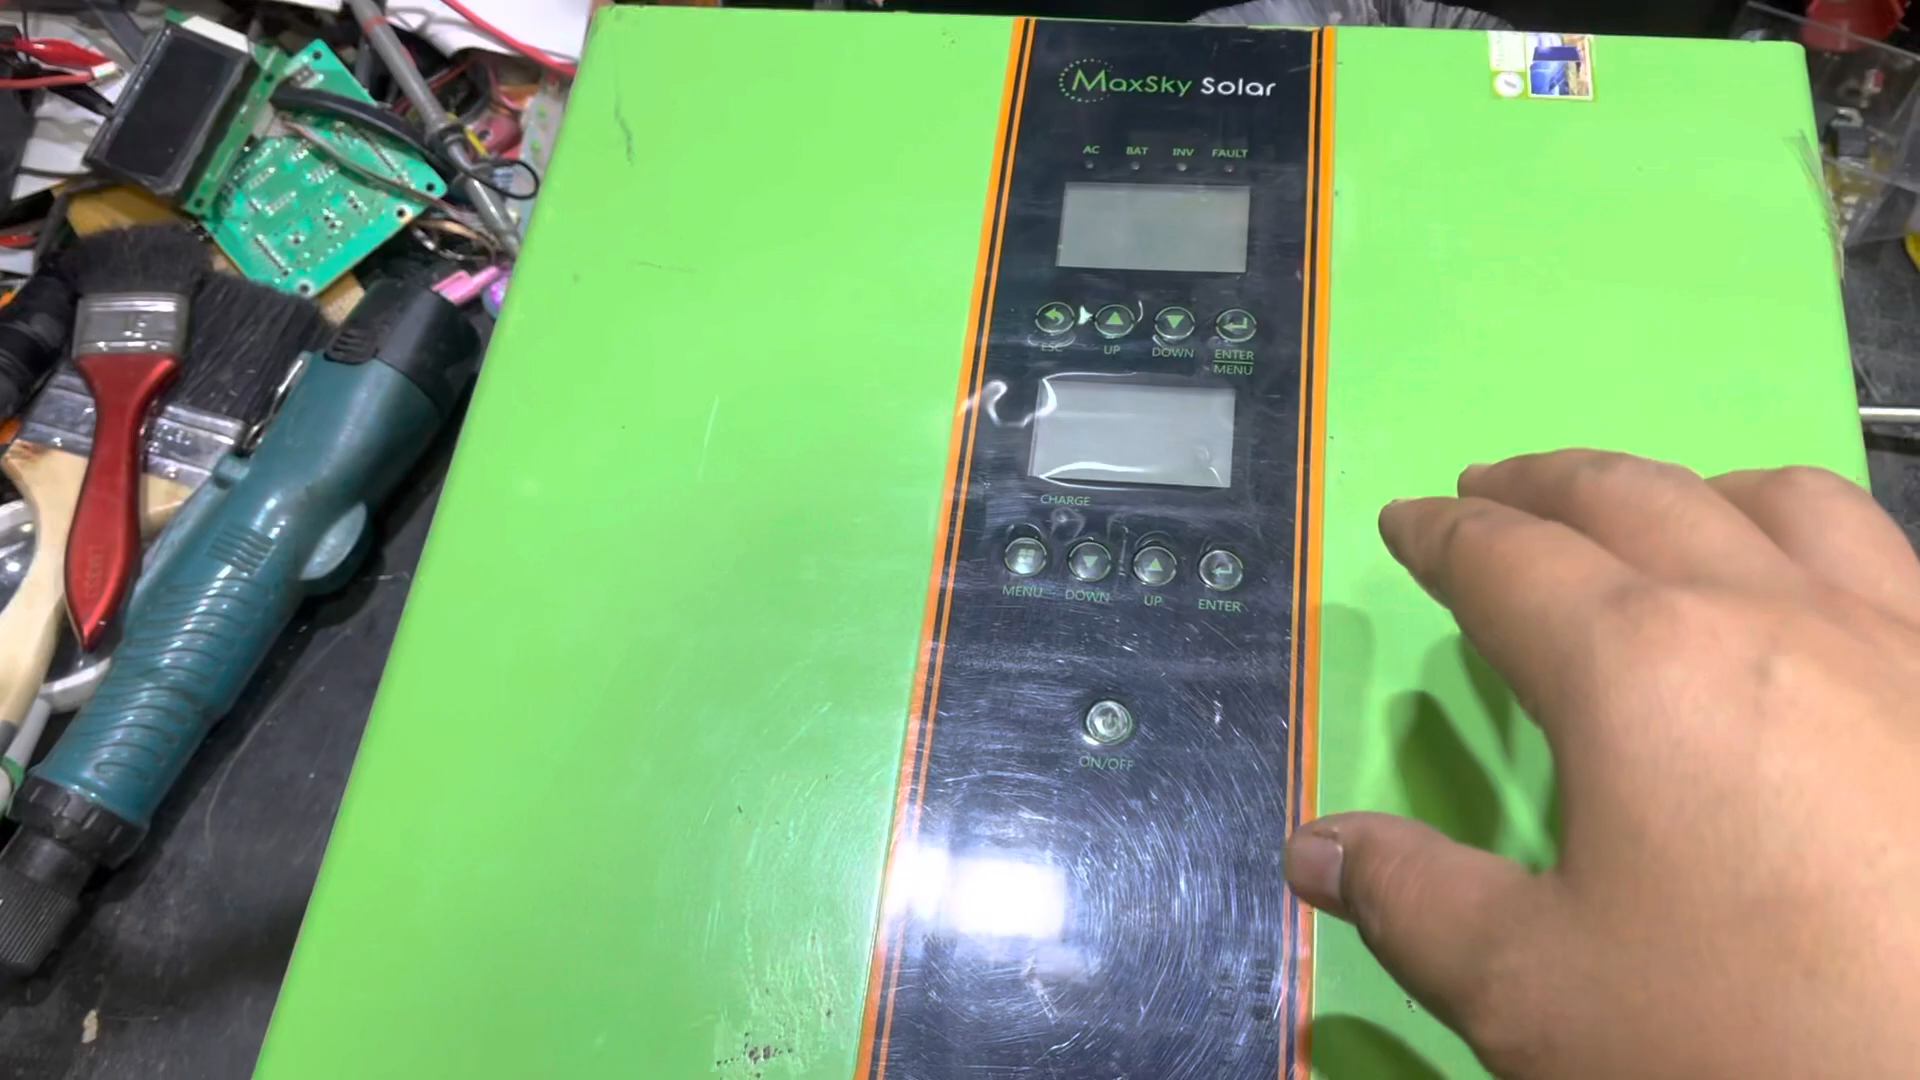 MaxSky Solar
AC BAT INV FAULT
ESC UP DOWN ENTER
MENU
CHARGE
MENU DOWN UP ENTER
ON/OFF